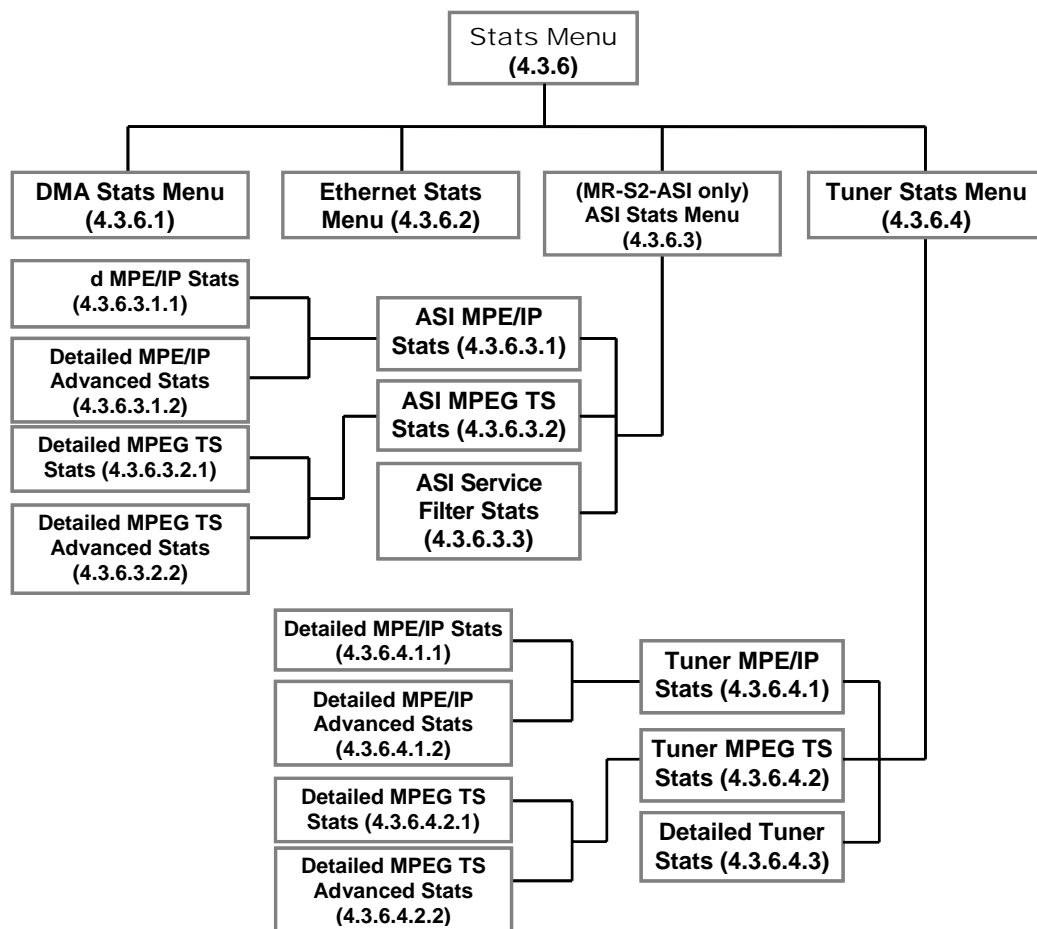 Stats Menu
(4.3.6)
DMA Stats Menu
(4.3.6.1)
Ethernet Stats
Menu (4.3.6.2)
(MR-S2-ASI only)
ASI Stats Menu
(4.3.6.3)
Tuner Stats Menu
(4.3.6.4)
d MPE/IP Stats
(4.3.6.3.1.1)
Detailed MPE/IP
Advanced Stats
(4.3.6.3.1.2)
Detailed MPEG TS
Stats (4.3.6.3.2.1)
Detailed MPEG TS
Advanced Stats
(4.3.6.3.2.2)
ASI MPE/IP
Stats (4.3.6.3.1)
ASI MPEG TS
Stats (4.3.6.3.2)
ASI Service
Filter Stats
(4.3.6.3.3)
Detailed MPE/IP Stats
(4.3.6.4.1.1)
Detailed MPE/IP
Advanced Stats
(4.3.6.4.1.2)
Detailed MPEG TS
Stats (4.3.6.4.2.1)
Detailed MPEG TS
Advanced Stats
(4.3.6.4.2.2)
Tuner MPE/IP
Stats (4.3.6.4.1)
Tuner MPEG TS
Stats (4.3.6.4.2)
Detailed Tuner
Stats (4.3.6.4.3)